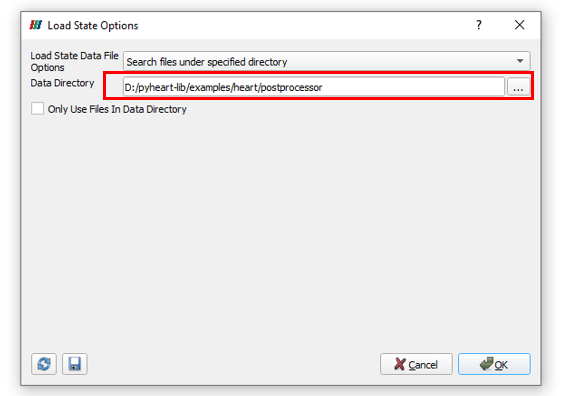 Load State Options
?
Load State Data File
Options
Search files under specified directory
Data Directory
D:/pyheart-lib/examples/heart/postprocessor
...
Only Use Files In Data Directory
Cancel
OK